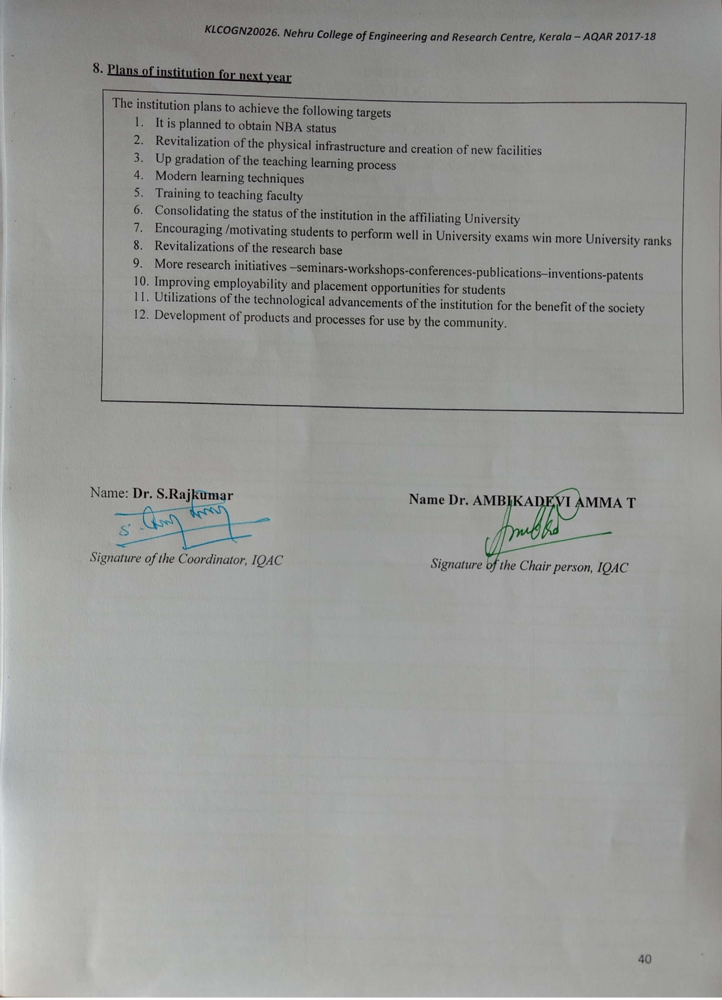 KLCOGN20026. Nehru College of Engineering and Research Centre, Kerala – AQAR 2017-18
8. Plans of institution for next year
The institution plans to achieve the following targets
1. It is planned to obtain NBA status
2. Revitalization of the physical infrastructure and creation of new facilities
3. Up gradation of the teaching learning process
4. Modern learning techniques
5. Training to teaching faculty
6. Consolidating the status of the institution in the affiliating University
7. Encouraging /motivating students to perform well in University exams win more University ranks
8. Revitalizations of the research base
9. More research initiatives –seminars-workshops-conferences-publications–inventions-patents
10. Improving employability and placement opportunities for students
11. Utilizations of the technological advancements of the institution for the benefit of the society
12. Development of products and processes for use by the community.
Name: Dr. S.Rajkumar
Name Dr. AMBIKADEVI AMMA T
Signature of the Coordinator, IQAC
Signature of the Chair person, IQAC
40